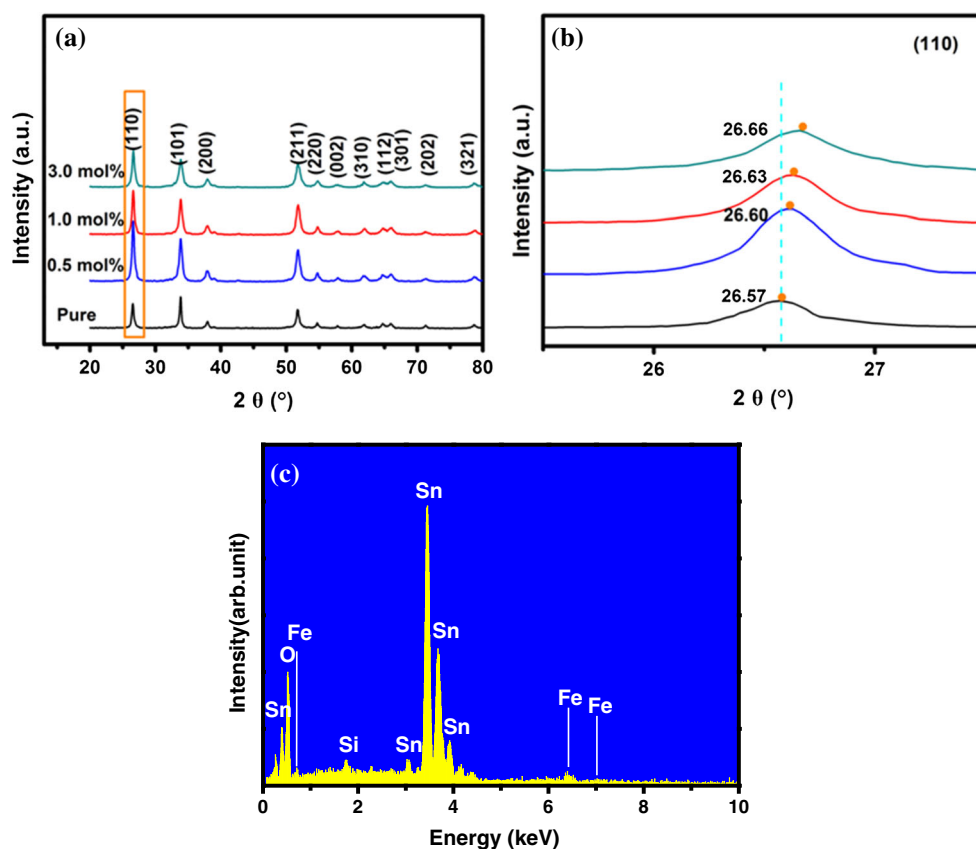 (a)
Intensity (a.u.)
(110)
(101)
(200)
(211)
(220)
(002)
(310)
(112)
(301)
(202)
(321)
3.0 mol%
1.0 mol%
0.5 mol%
Pure
20 30 40 50 60 70 80
2 θ (°)
(b)
(110)
Intensity (a.u.)
26.66
26.63
26.60
26.57
26 27
2 θ (°)
(c)
Intensity(arb.unit)
Sn
Sn
Fe
O
Sn
Si
Sn
Sn
Fe
Fe
0 2 4 6 8 10
Energy (keV)